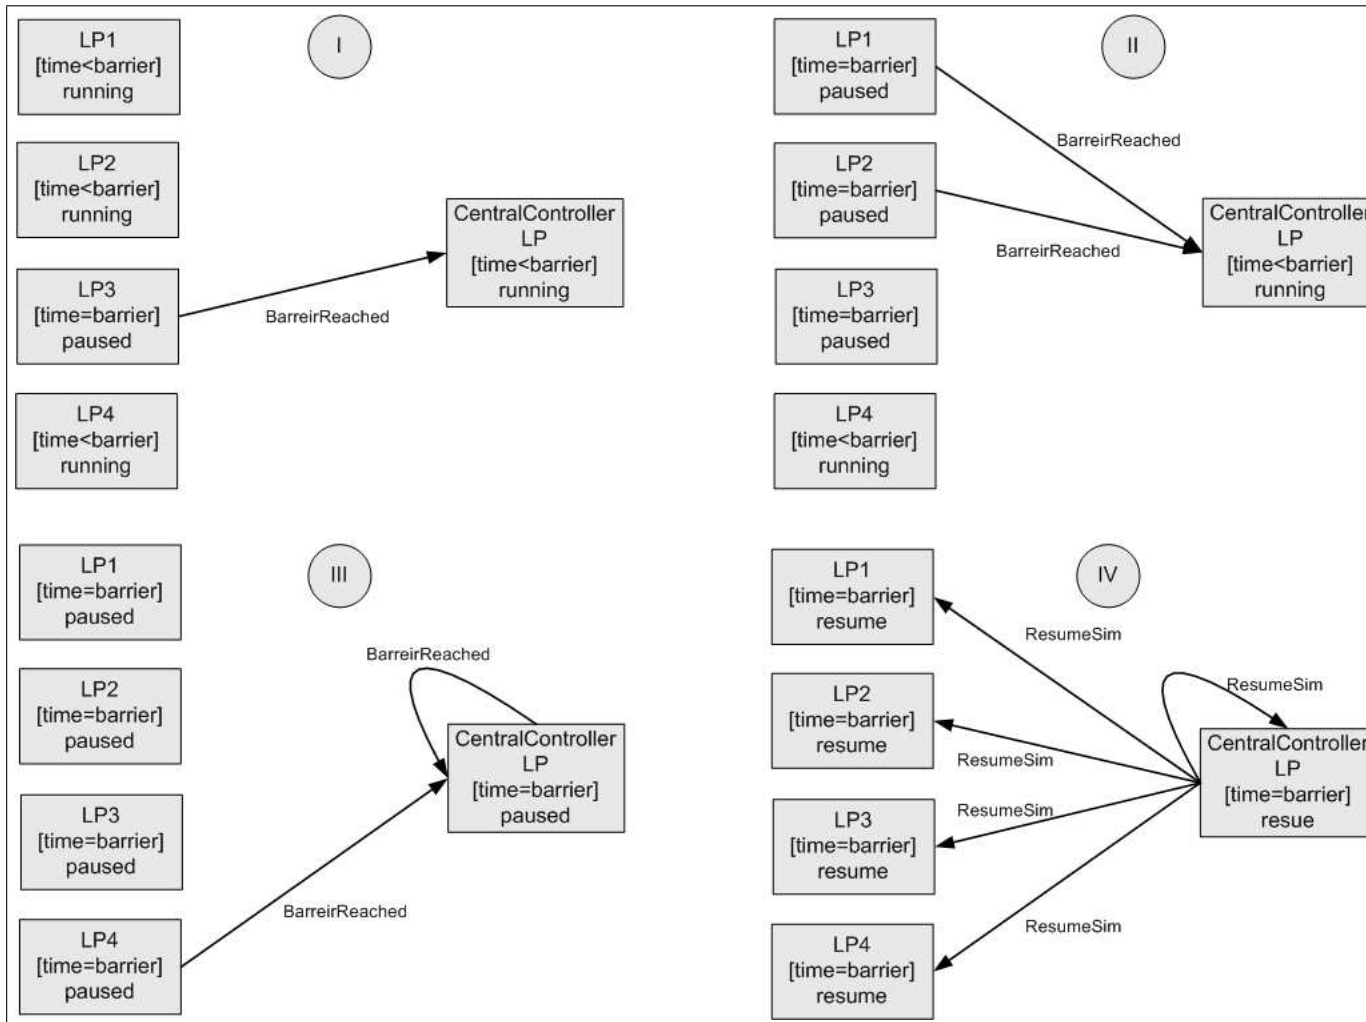 I
LP1
[time<barrier]
running
LP2
[time<barrier]
running
LP3
[time=barrier]
paused
LP4
[time<barrier]
running
BarreirReached
CentralController
LP
[time<barrier]
running
II
LP1
[time=barrier]
paused
LP2
[time=barrier]
paused
LP3
[time=barrier]
paused
LP4
[time<barrier]
running
BarreirReached
BarreirReached
CentralController
LP
[time<barrier]
running
III
LP1
[time=barrier]
paused
LP2
[time=barrier]
paused
LP3
[time=barrier]
paused
LP4
[time=barrier]
paused
BarreirReached
CentralController
LP
[time=barrier]
paused
BarreirReached
IV
LP1
[time=barrier]
resume
LP2
[time=barrier]
resume
LP3
[time=barrier]
resume
LP4
[time=barrier]
resume
ResumeSim
ResumeSim
ResumeSim
ResumeSim
ResumeSim
CentralController
LP
[time=barrier]
resue